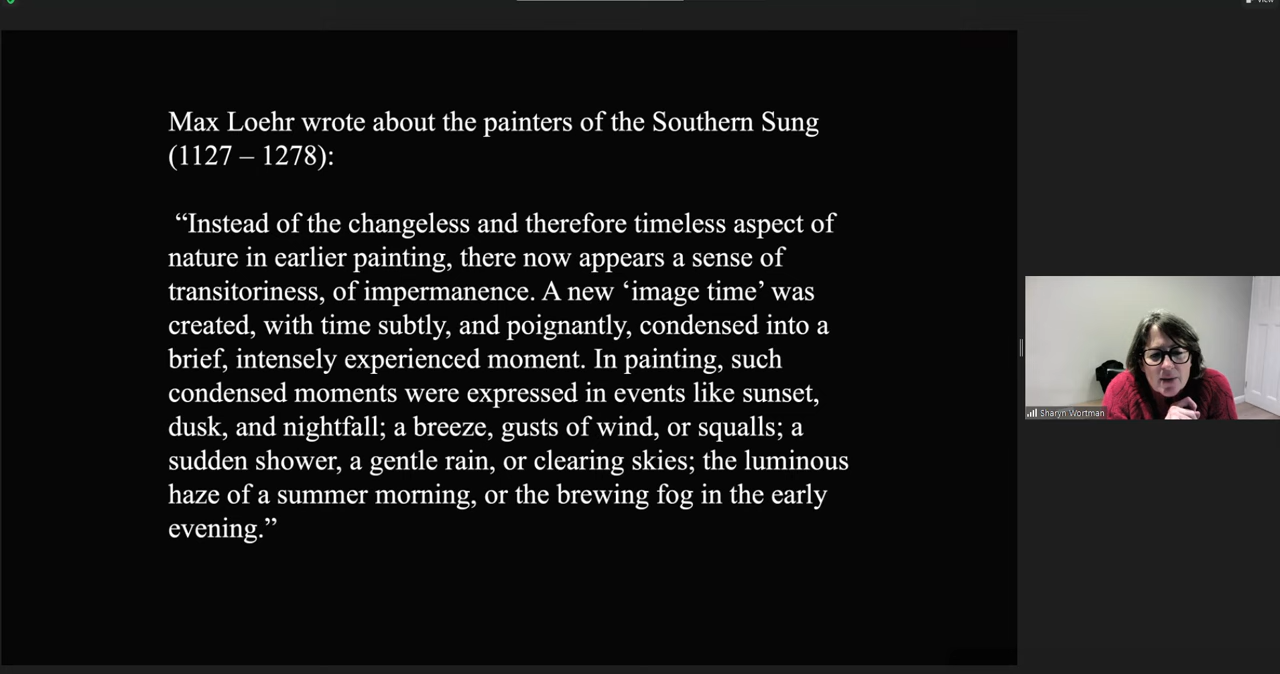 Max Loehr wrote about the painters of the Southern Sung
(1127 – 1278):
“Instead of the changeless and therefore timeless aspect of
nature in earlier painting, there now appears a sense of
transitoriness, of impermanence. A new ‘image time’ was
created, with time subtly, and poignantly, condensed into a
brief, intensely experienced moment. In painting, such
condensed moments were expressed in events like sunset,
dusk, and nightfall; a breeze, gusts of wind, or squalls; a
sudden shower, a gentle rain, or clearing skies; the luminous
haze of a summer morning, or the brewing fog in the early
evening.”
Sharyn Wortman